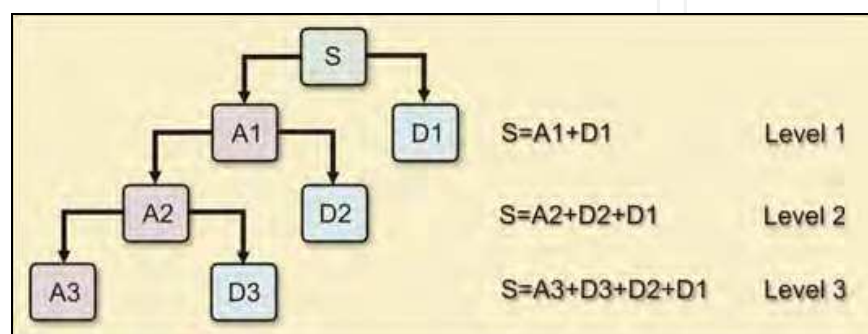 S
A1 D1 S=A1+D1 Level 1
A2 D2 S=A2+D2+D1 Level 2
A3 D3 S=A3+D3+D2+D1 Level 3